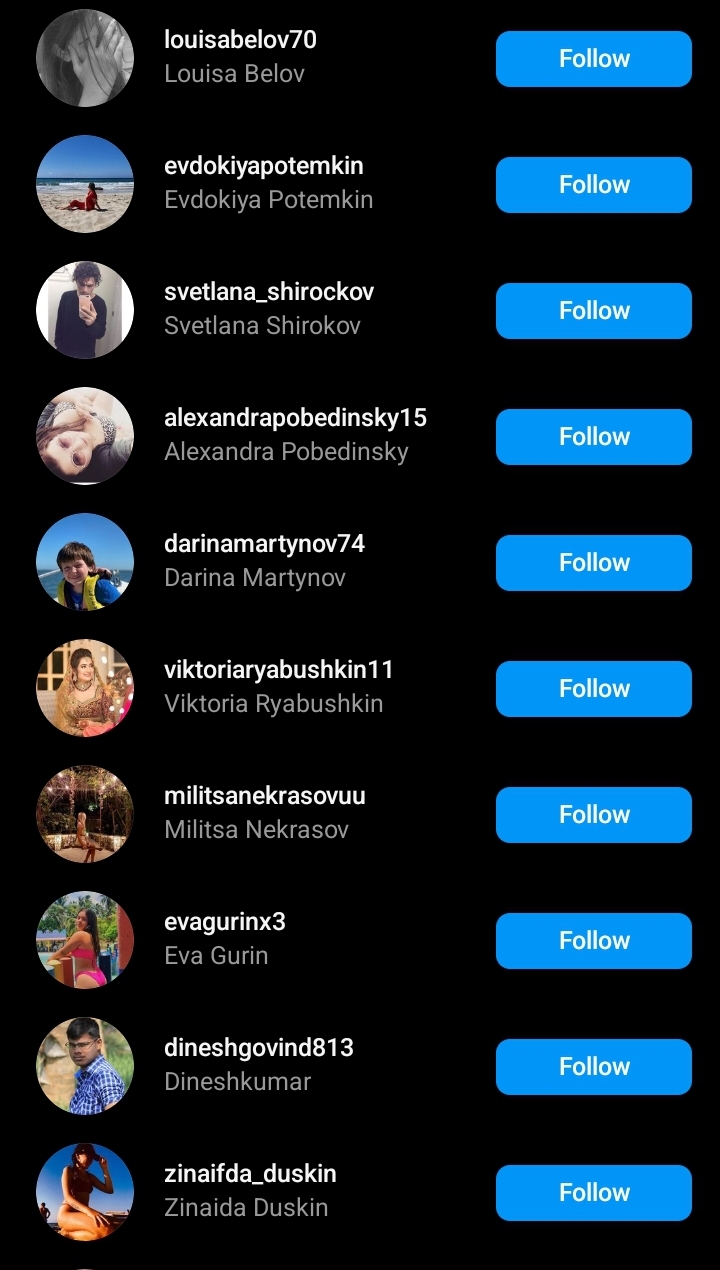 louisabelov70
Louisa Belov
Follow
evdokiyapotemkin
Evdokiya Potemkin
Follow
svetlana_shirockov
Svetlana Shirokov
Follow
alexandrapobedinsky15
Alexandra Pobedinsky
Follow
darinamartynov74
Darina Martynov
Follow
viktoriaryabushkin11
Viktoria Ryabushkin
Follow
militsanekrasovuu
Militsa Nekrasov
Follow
evagurinx3
Eva Gurin
Follow
dineshgovind813
Dineshkumar
Follow
zinaifda_duskin
Zinaida Duskin
Follow